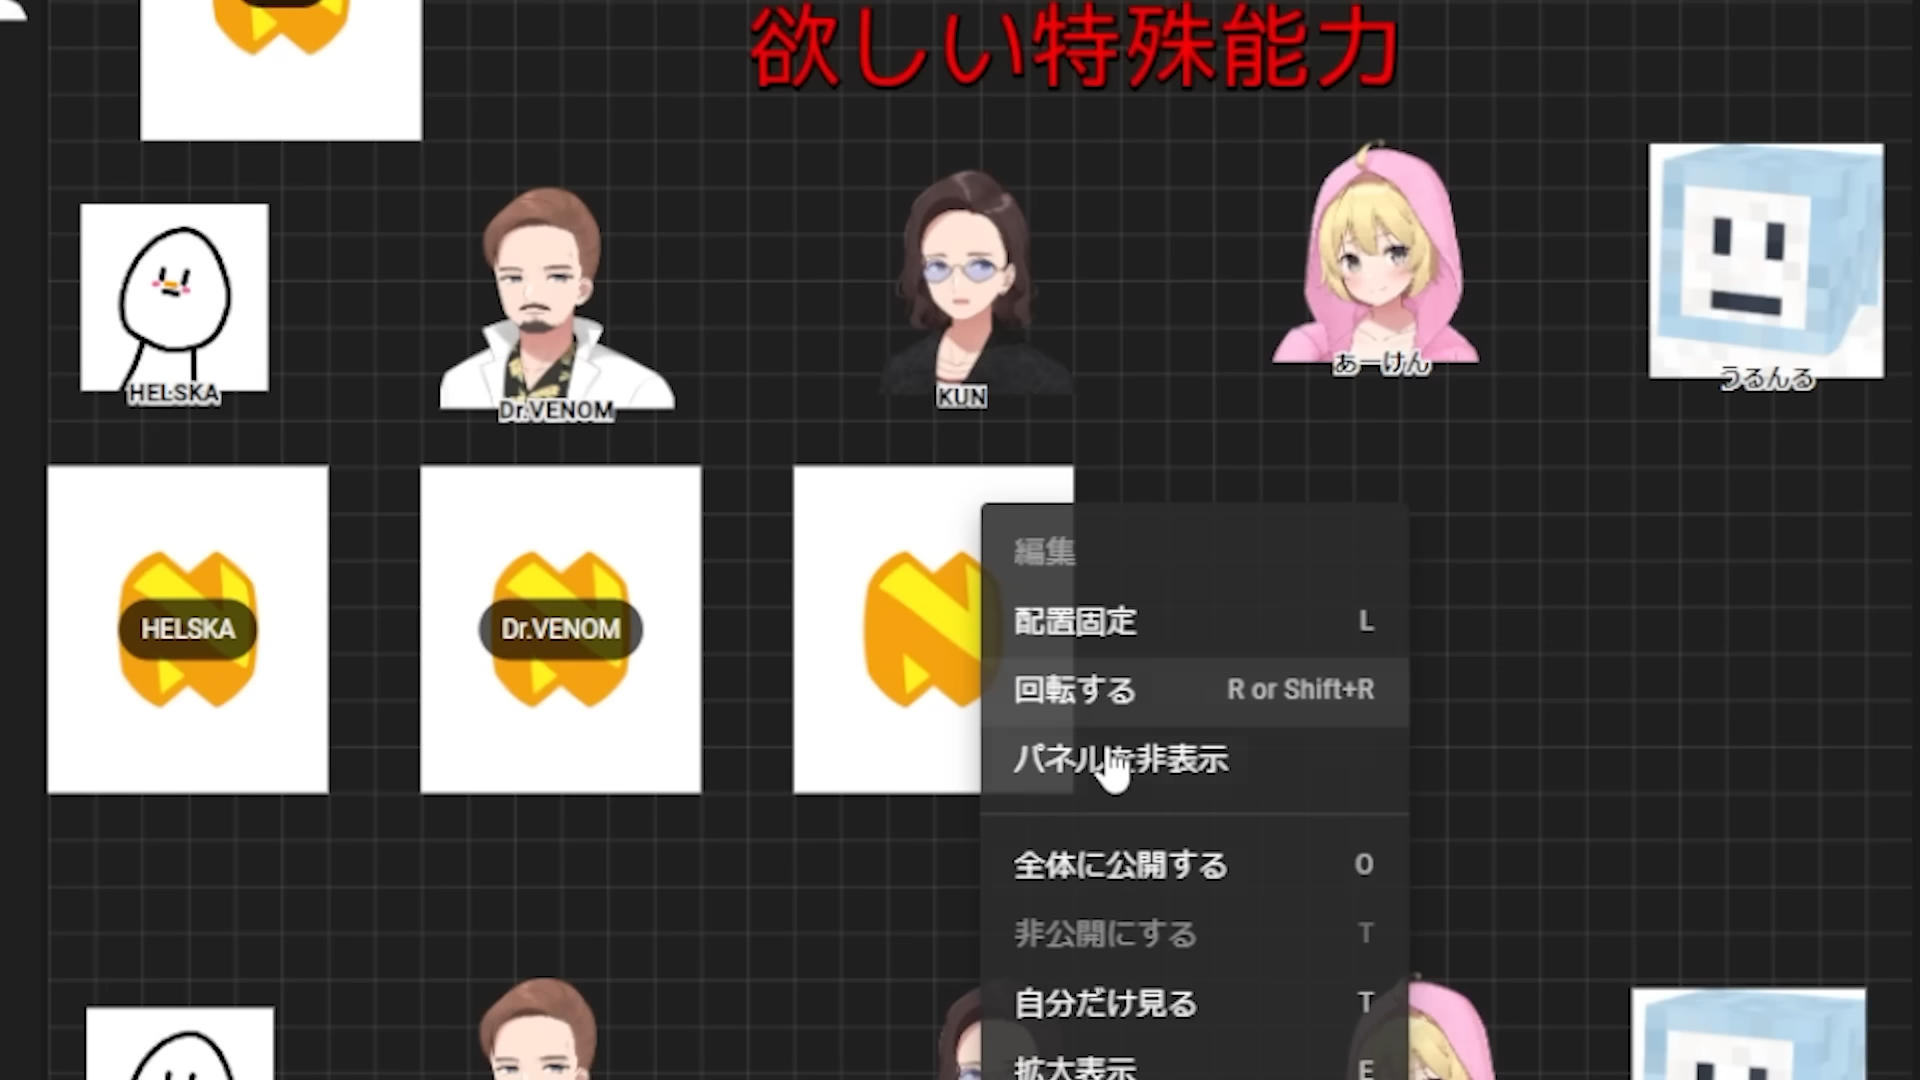 欲しい特殊能力
HELSKA
Dr.VENOM
KUN
あーけん
うるんる
HELSKA
Dr.VENOM
編集
配置固定 L
回転する R or Shift+R
パネルを非表示
全体に公開する O
非公開にする T
自分だけ見る T
拡大表示 E